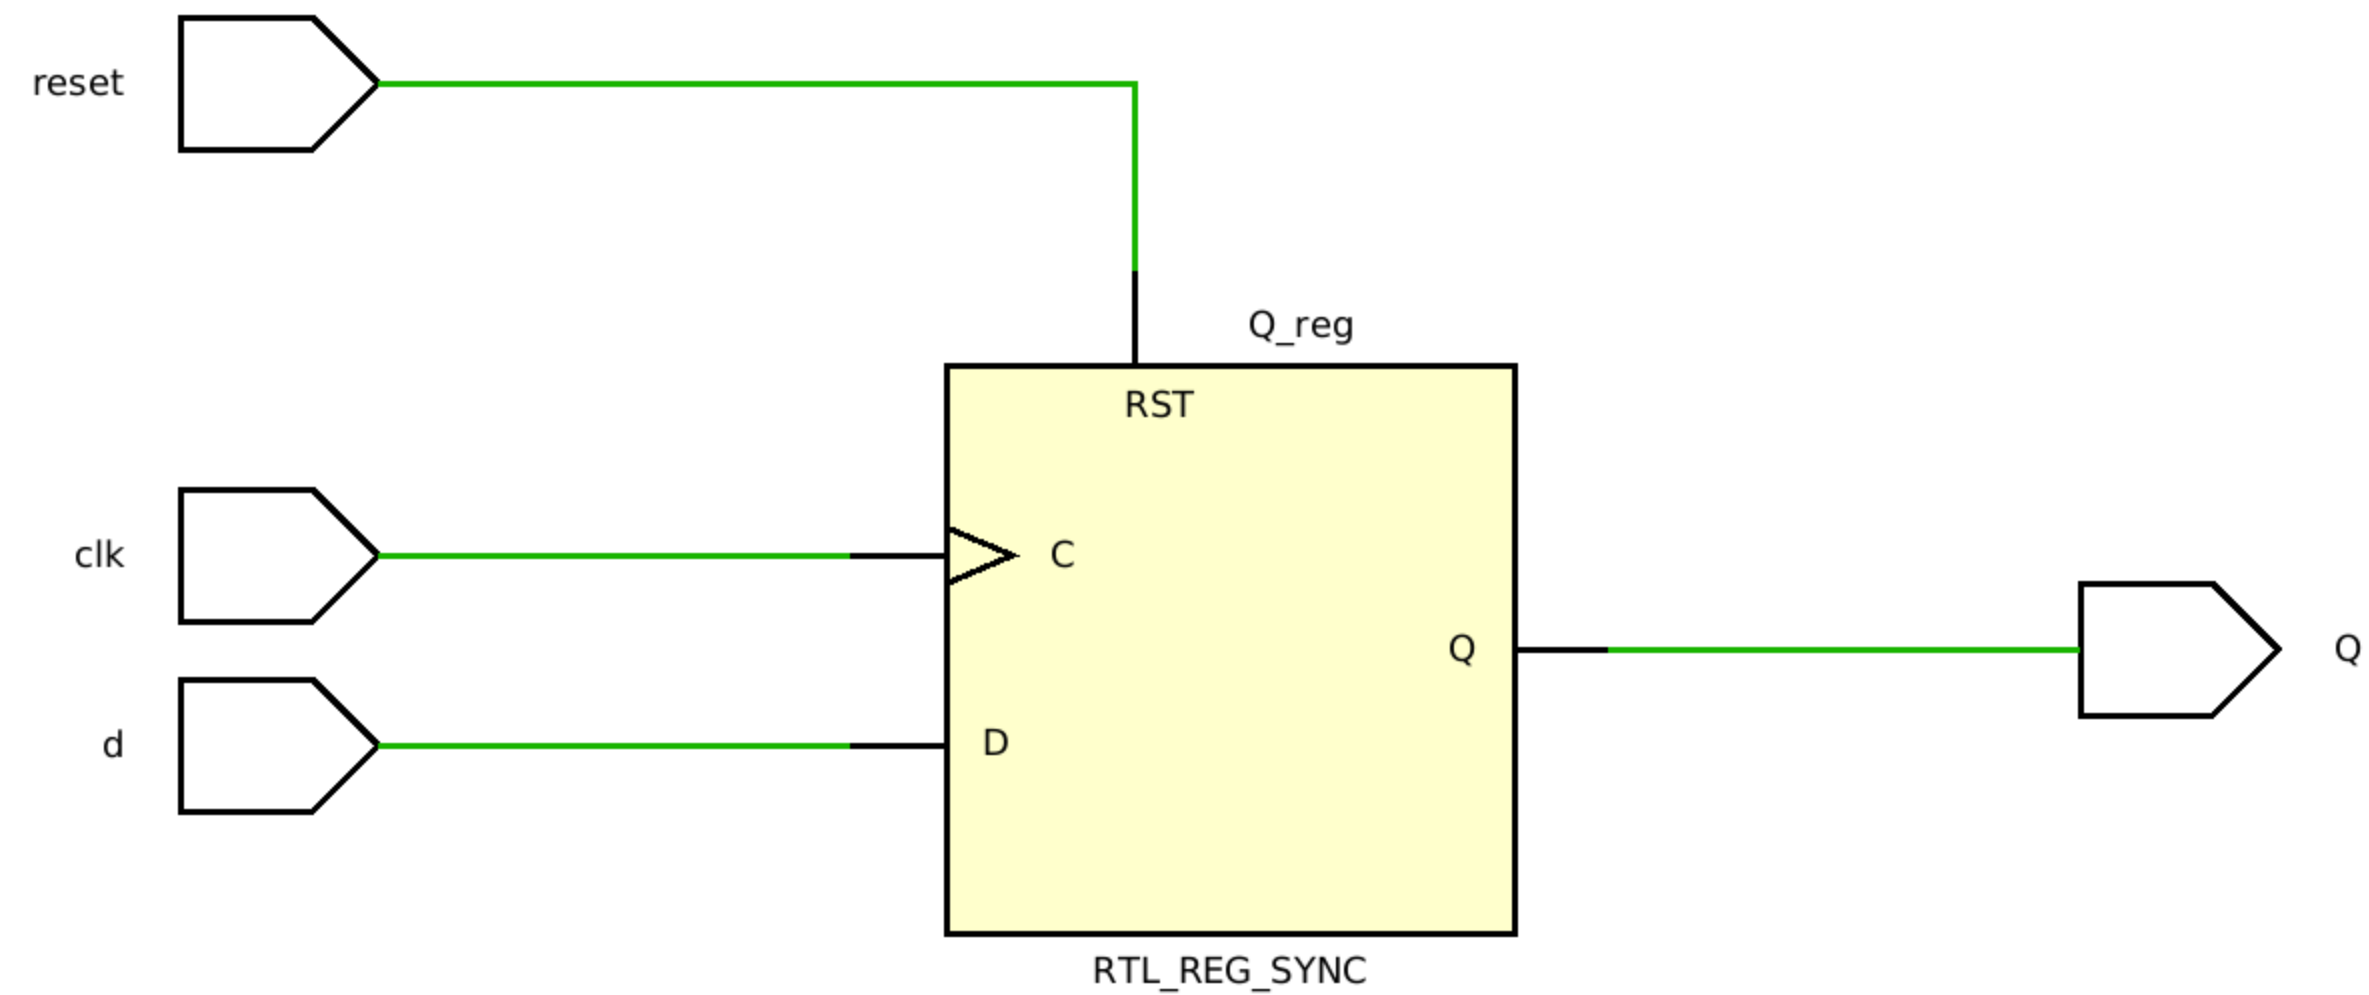 reset
Q_reg
RST
clk
C
Q
Q
d
D
RTL_REG_SYNC